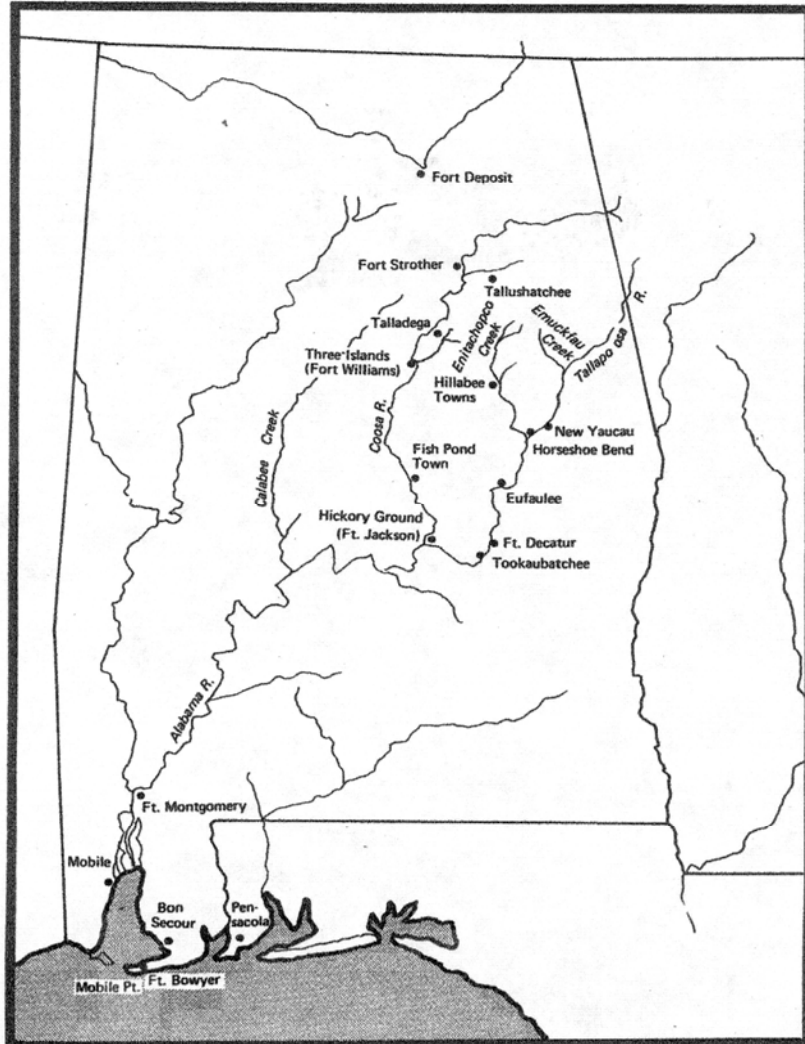 Fort Deposit
Fort Strother
Tallushatchee
Talladega
Enitachopco
Creek
Emuckfau
Creek
Tallapo osa R.
Three-Islands
(Fort Williams)
Hillabee
Towns
Coosa R.
Calabee Creek
New Yaucau
Horseshoe Bend
Fish Pond
Town
Eufaulee
Hickory Ground
(Ft. Jackson)
Ft. Decatur
Tookaubatchee
Alabama R.
Ft. Montgomery
Mobile
Bon
Secour
Pen-
sacola
Mobile Pt.
Ft. Bowyer